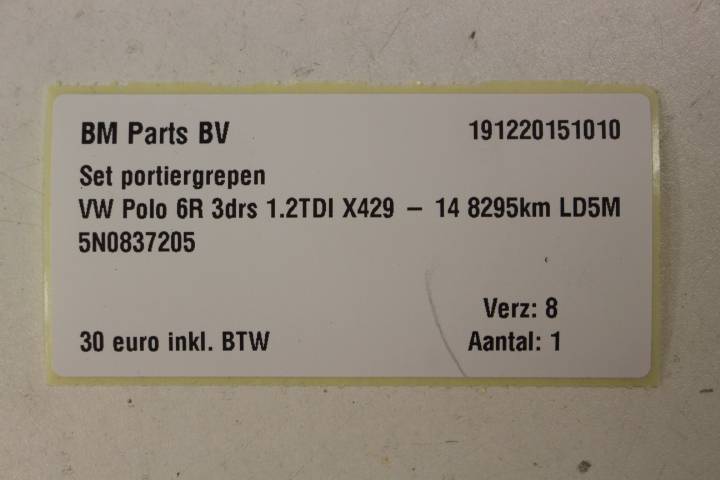 BM Parts BV 191220151010
Set portiergrepen
VW Polo 6R 3drs 1.2TDI X429 – 14 8295km LD5M
5N0837205
Verz: 8
30 euro inkl. BTW Aantal: 1